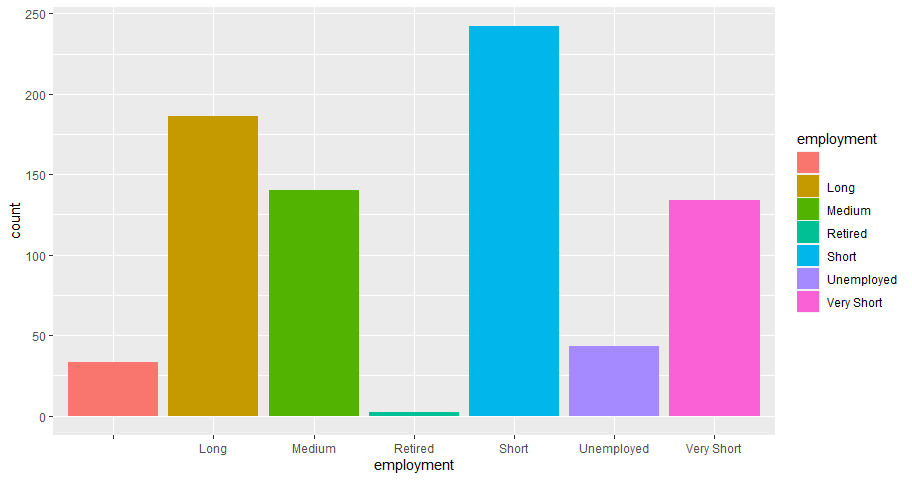 250
200
150
100
50
0
count
Long Medium Retired Short Unemployed Very Short
employment
employment
Long
Medium
Retired
Short
Unemployed
Very Short